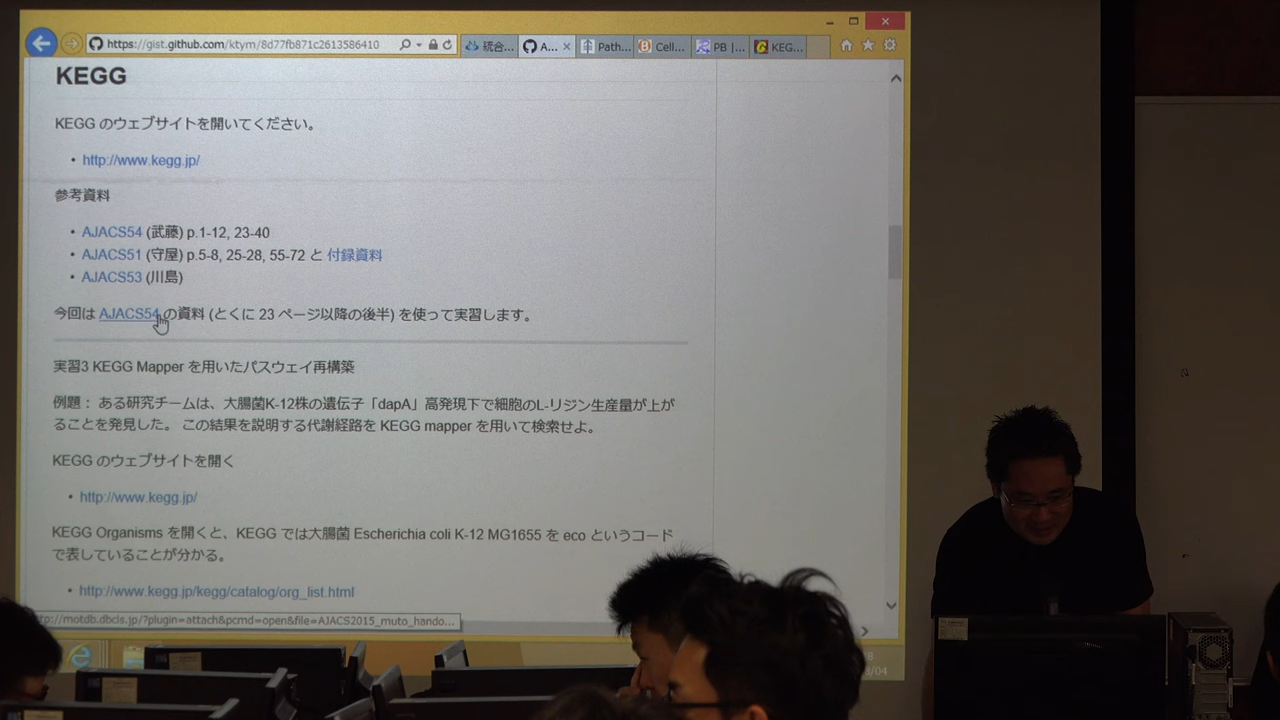 https://gist.github.com/ktym/8d77fb871c2613586410
統合...
A...
Path...
Cell...
PB |...
KEG...
KEGG
KEGG のウェブサイトを開いてください。
• http://www.kegg.jp/
参考資料
• AJACS54 (武藤) p.1-12, 23-40
• AJACS51 (守屋) p.5-8, 25-28, 55-72 と 付録資料
• AJACS53 (川島)
今回は AJACS54 の資料 (とくに 23 ページ以降の後半) を使って実習します。
実習3 KEGG Mapper を用いたパスウェイ再構築
例題： ある研究チームは、大腸菌K-12株の遺伝子「dapA」高発現下で細胞のL-リジン生産量が上が
ることを発見した。 この結果を説明する代謝経路を KEGG mapper を用いて検索せよ。
KEGG のウェブサイトを開く
• http://www.kegg.jp/
KEGG Organisms を開くと、KEGG では大腸菌 Escherichia coli K-12 MG1655 を eco というコード
で表していることが分かる。
• http://www.kegg.jp/kegg/catalog/org_list.html
tp://motdb.dbcls.jp/?plugin=attach&pcmd=open&file=AJACS2015_muto_hando...
8
/04